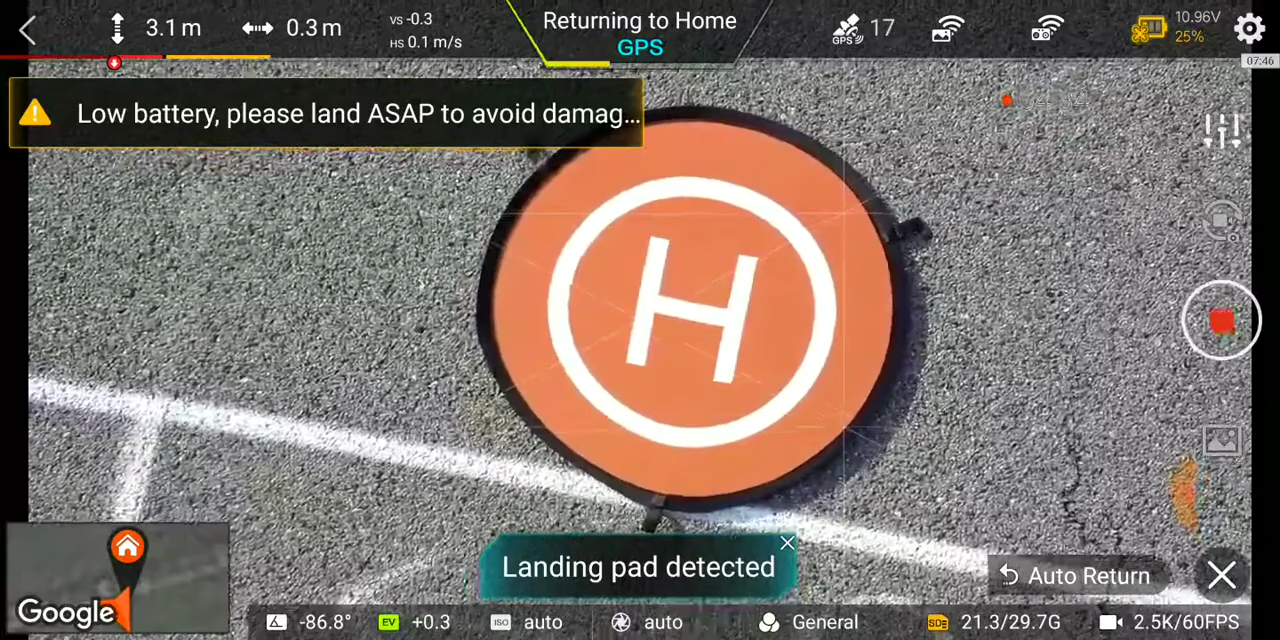 3.1 m
0.3 m
VS -0.3
HS 0.1 m/s
Returning to Home
GPS
GPS
17
10.96V
25%
07:46
Low battery, please land ASAP to avoid damag...
H
Landing pad detected
Auto Return
Google
-86.8°
EV +0.3
ISO auto
auto
General
SD 21.3/29.7G
2.5K/60FPS